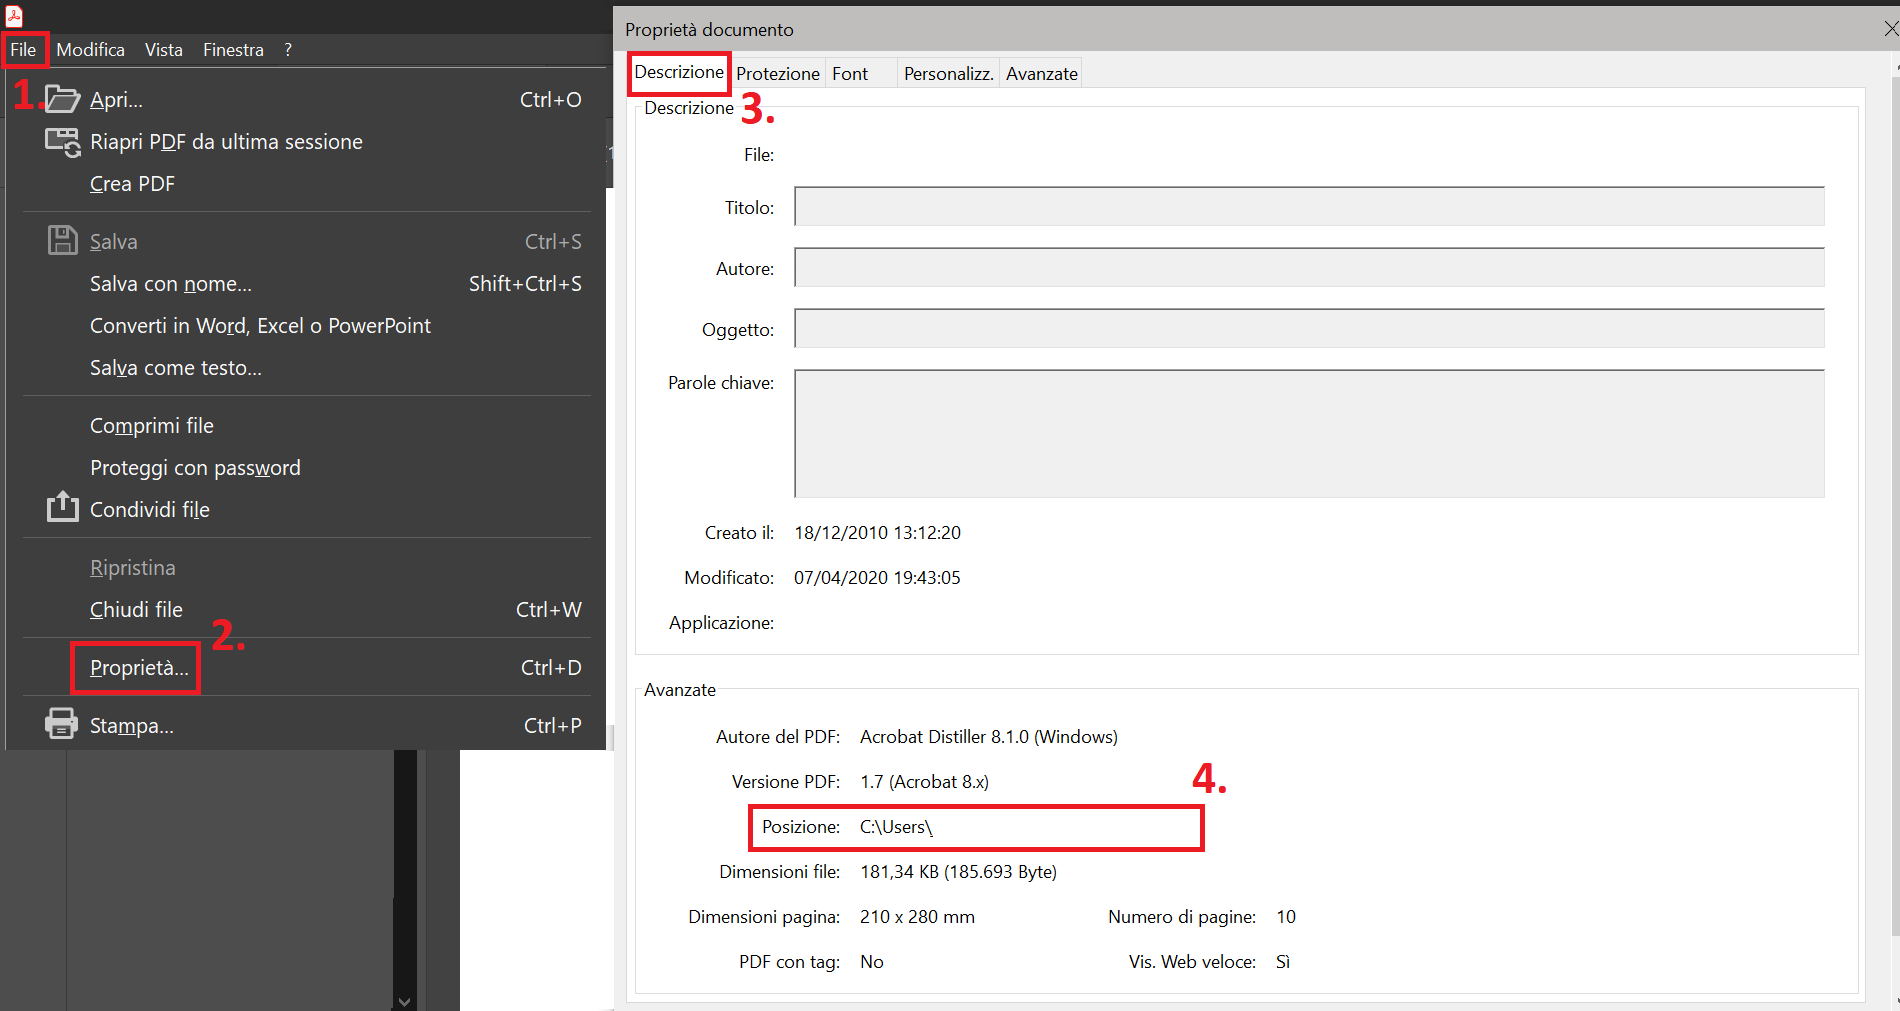 File Modifica Vista Finestra ?
1.
Apri... Ctrl+O
Riapri PDF da ultima sessione
Crea PDF
Salva Ctrl+S
Salva con nome... Shift+Ctrl+S
Converti in Word, Excel o PowerPoint
Salva come testo...
Comprimi file
Proteggi con password
Condividi file
Ripristina
Chiudi file Ctrl+W
2.
Proprietà... Ctrl+D
Stampa... Ctrl+P
Proprietà documento
Descrizione Protezione Font Personalizz. Avanzate
3.
Descrizione
File:
Titolo:
Autore:
Oggetto:
Parole chiave:
Creato il: 18/12/2010 13:12:20
Modificato: 07/04/2020 19:43:05
Applicazione:
Avanzate
Autore del PDF: Acrobat Distiller 8.1.0 (Windows)
Versione PDF: 1.7 (Acrobat 8.x)
4.
Posizione: C:\Users\
Dimensioni file: 181,34 KB (185.693 Byte)
Dimensioni pagina: 210 x 280 mm Numero di pagine: 10
PDF con tag: No Vis. Web veloce: Sì